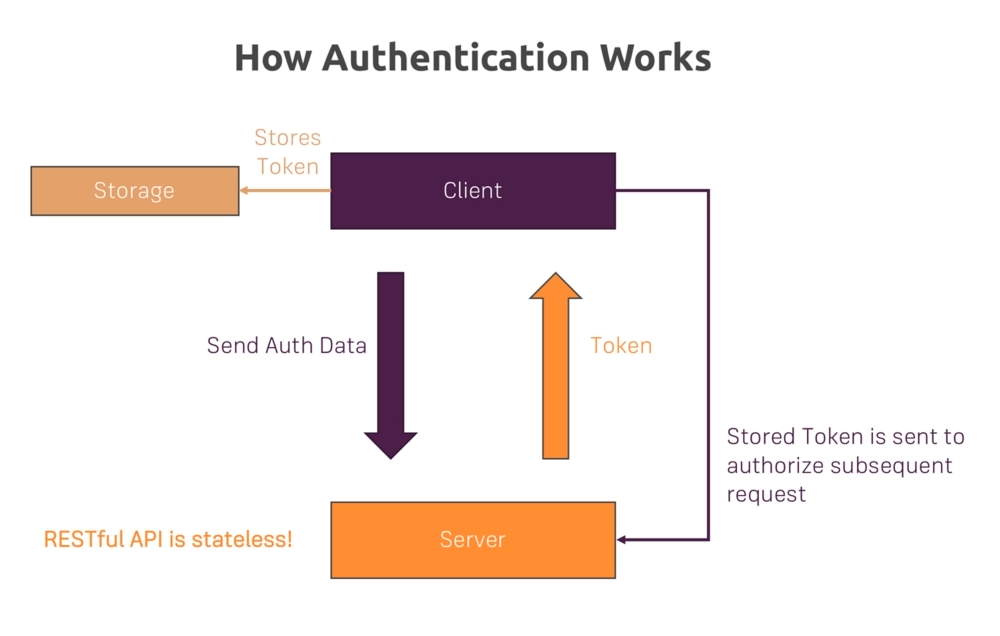 How Authentication Works
Stores
Token
Storage
Client
Send Auth Data
Token
Stored Token is sent to
authorize subsequent
request
RESTful API is stateless!
Server